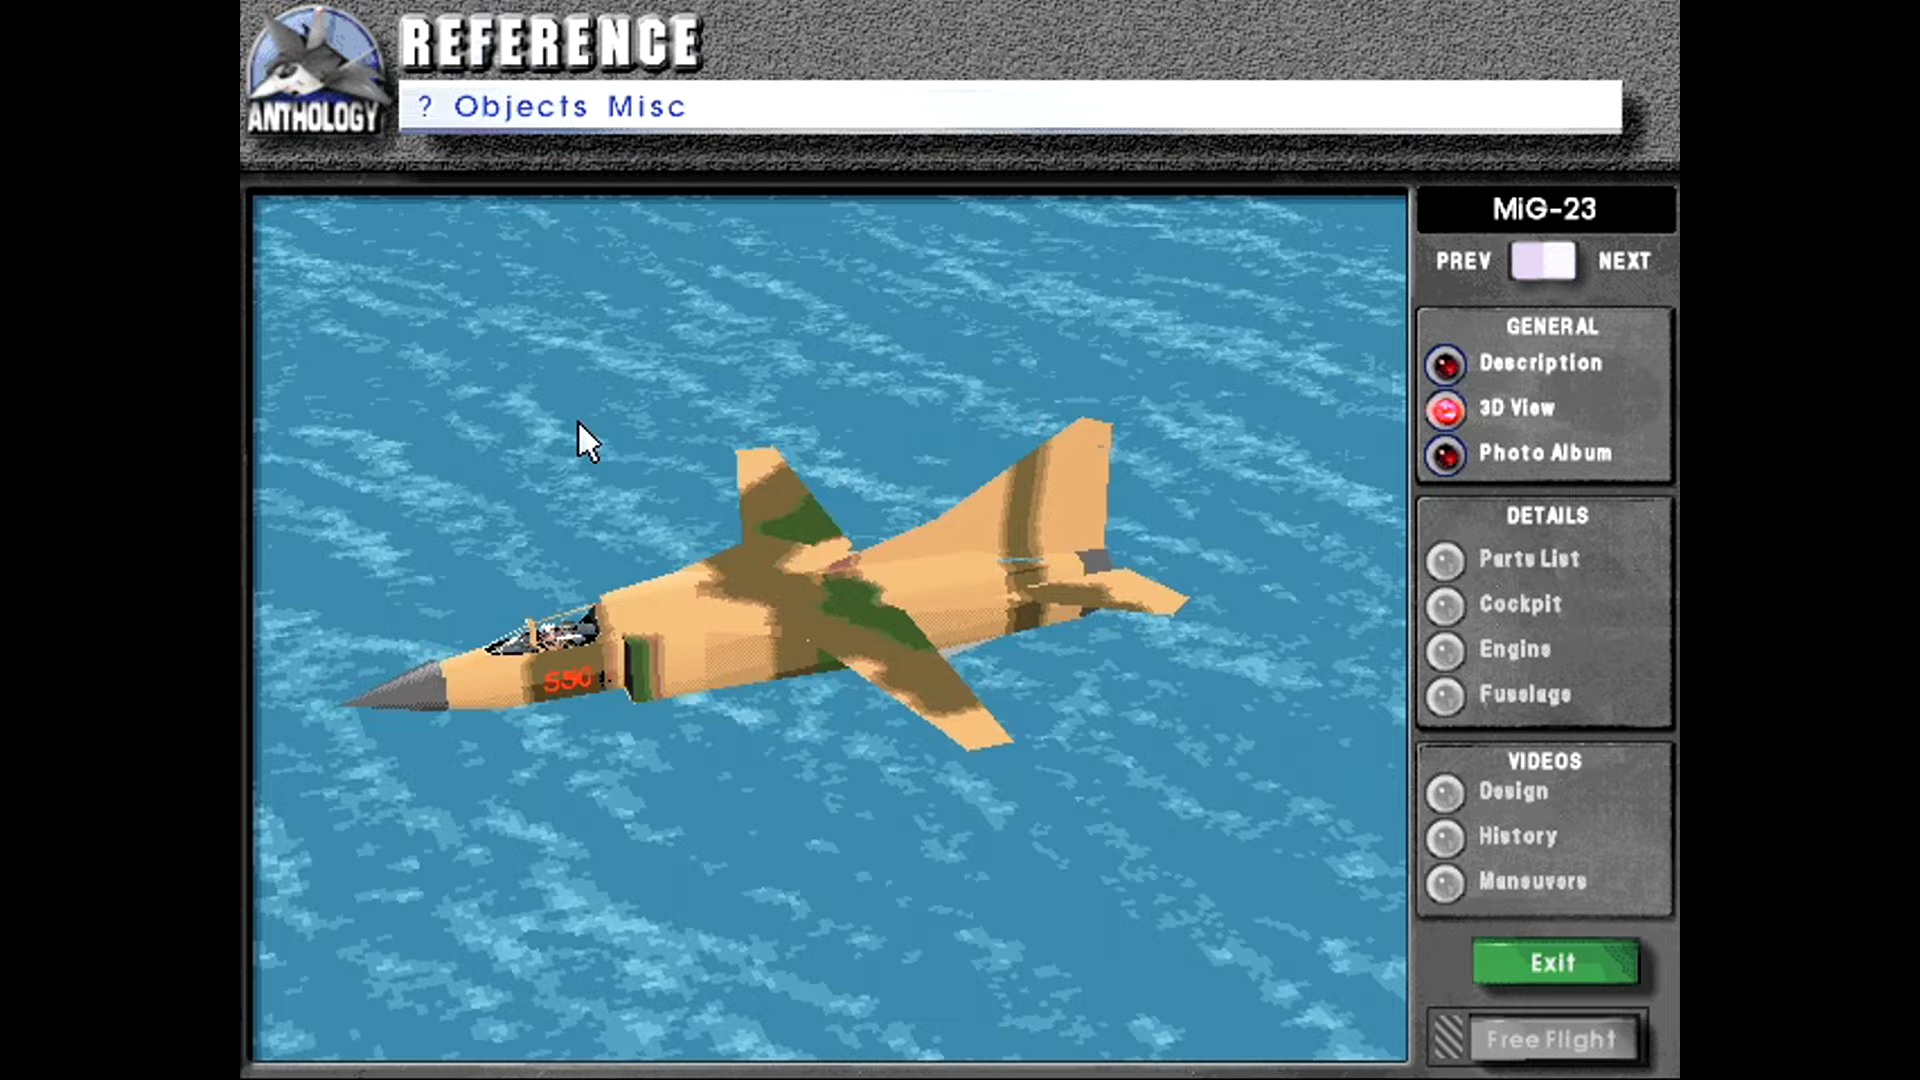 REFERENCE
ANTHOLOGY
? Objects Misc
MiG-23
PREV NEXT
GENERAL
Description
3D View
Photo Album
DETAILS
Parts List
Cockpit
Engine
Fuselage
VIDEOS
Design
History
Maneuvers
Exit
Free Flight